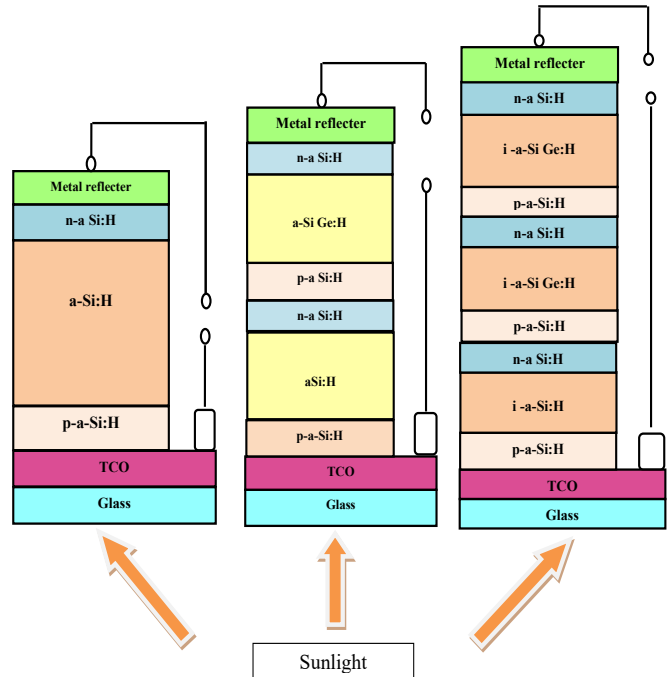 Metal reflecter
n-a Si:H
a-Si:H
p-a-Si:H
TCO
Glass
Metal reflecter
n-a Si:H
a-Si Ge:H
p-a Si:H
n-a Si:H
aSi:H
p-a-Si:H
TCO
Glass
Metal reflecter
n-a Si:H
i -a-Si Ge:H
p-a-Si:H
n-a Si:H
i -a-Si Ge:H
p-a-Si:H
n-a Si:H
i -a-Si:H
p-a-Si:H
TCO
Glass
Sunlight